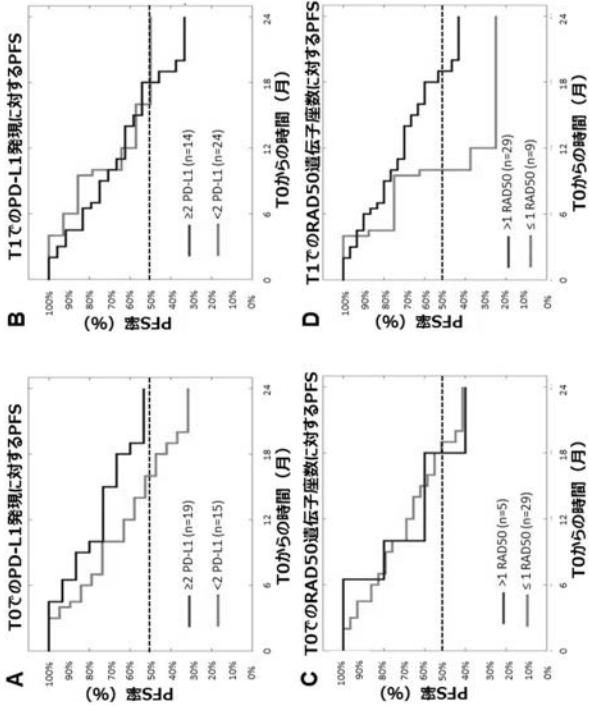 A
T0でのPD-L1発現に対するPFS
PFS率（%）
100%
90%
80%
70%
60%
50%
40%
30%
20%
10%
0%
≥2 PD-L1 (n=19)
<2 PD-L1 (n=15)
0
6
12
18
24
T0からの時間（月）
B
T1でのPD-L1発現に対するPFS
PFS率（%）
100%
90%
80%
70%
60%
50%
40%
30%
20%
10%
0%
≥2 PD-L1 (n=14)
<2 PD-L1 (n=24)
0
6
12
18
24
T0からの時間（月）
C
T0でのRAD50遺伝子座数に対するPFS
PFS率（%）
100%
90%
80%
70%
60%
50%
40%
30%
20%
10%
0%
>1 RAD50 (n=5)
≤ 1 RAD50 (n=29)
0
6
12
18
24
T0からの時間（月）
D
T1でのRAD50遺伝子座数に対するPFS
PFS率（%）
100%
90%
80%
70%
60%
50%
40%
30%
20%
10%
0%
>1 RAD50 (n=29)
≤ 1 RAD50 (n=9)
0
6
12
18
24
T0からの時間（月）